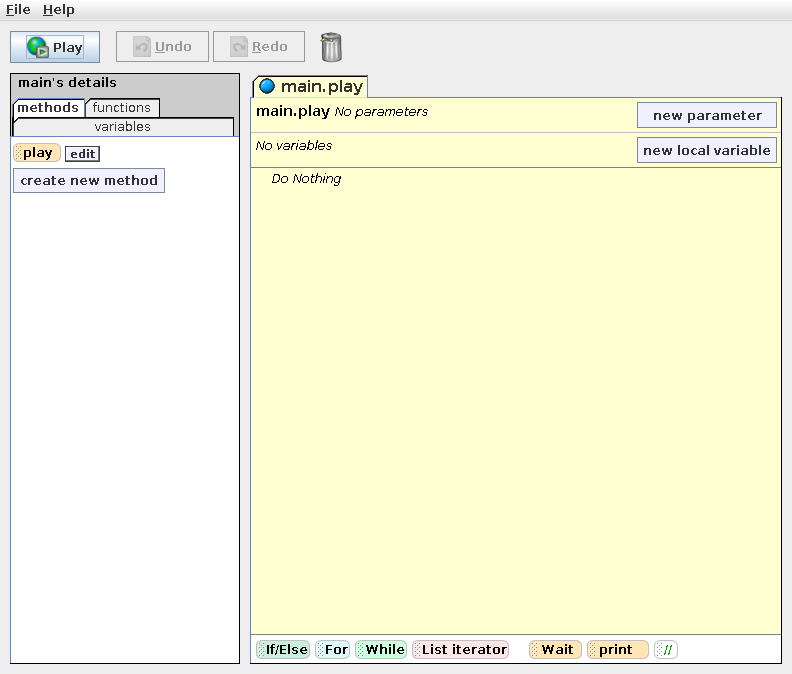 File Help
Play Undo Redo
main's details
methods functions
variables
play edit
create new method
main.play
main.play No parameters new parameter
No variables new local variable
Do Nothing
If/Else For While List iterator Wait print //